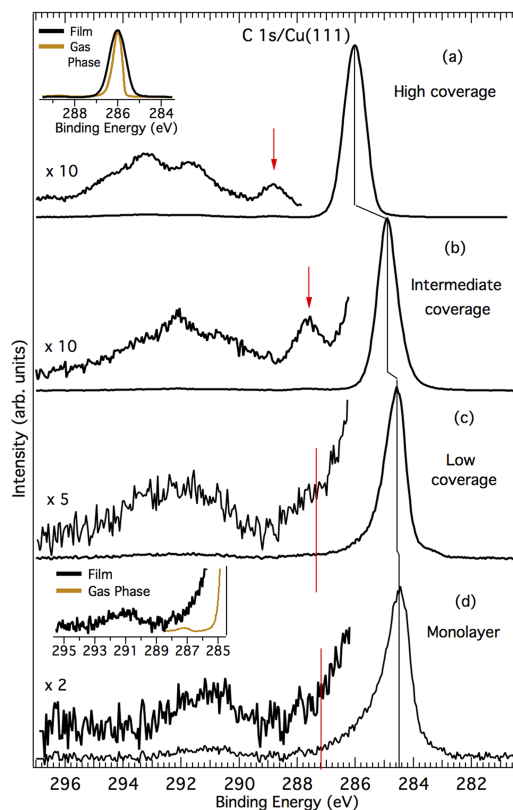 C 1s/Cu(111)
Film
Gas
Phase
288 286 284
Binding Energy (eV)
(a)
High coverage
x 10
(b)
Intermediate
coverage
x 10
(c)
Low
coverage
x 5
Film
Gas Phase
295 293 291 289 287 285
(d)
Monolayer
x 2
Intensity (arb. units)
296 294 292 290 288 286 284 282
Binding Energy (eV)